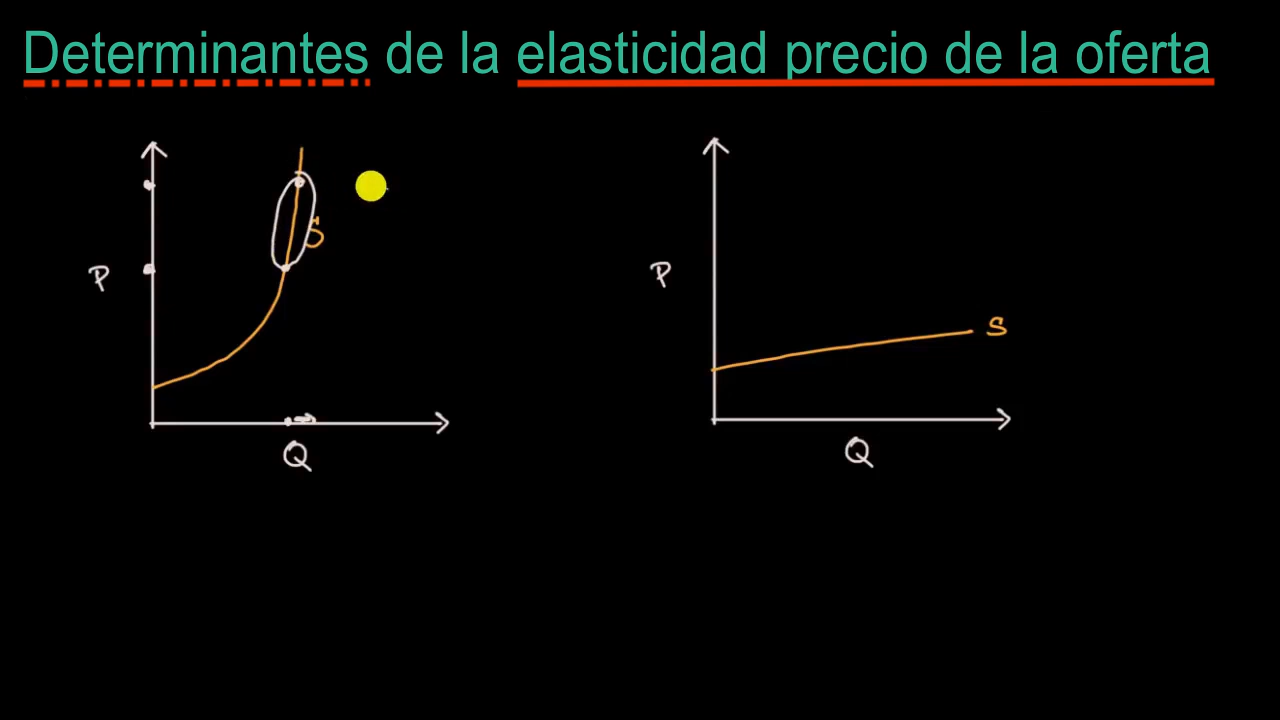 Determinantes de la elasticidad precio de la oferta
S
P
Q
P
S
Q